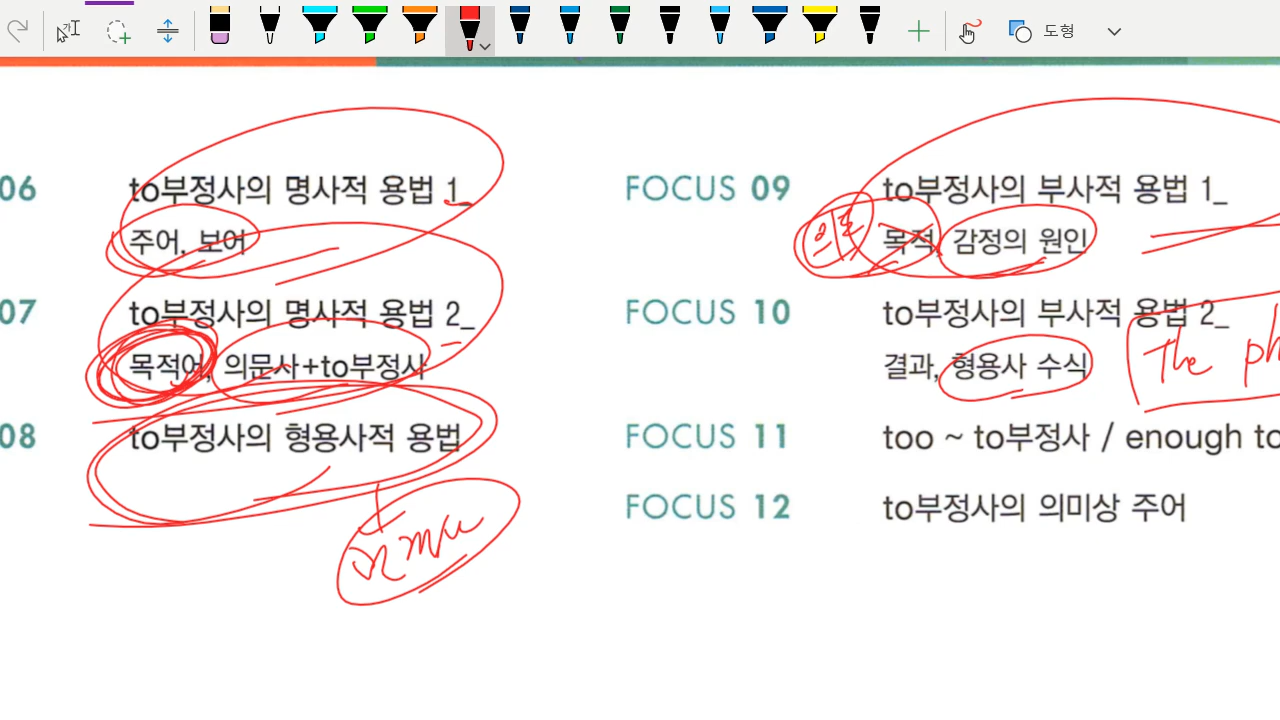 도형
06 to부정사의 명사적 용법 1_
주어, 보어
07 to부정사의 명사적 용법 2_
목적어, 의문사+to부정사
08 to부정사의 형용사적 용법
FOCUS 09 to부정사의 부사적 용법 1_
목적, 감정의 원인
FOCUS 10 to부정사의 부사적 용법 2_
결과, 형용사 수식
The ph
FOCUS 11 too ~ to부정사 / enough to
FOCUS 12 to부정사의 의미상 주어